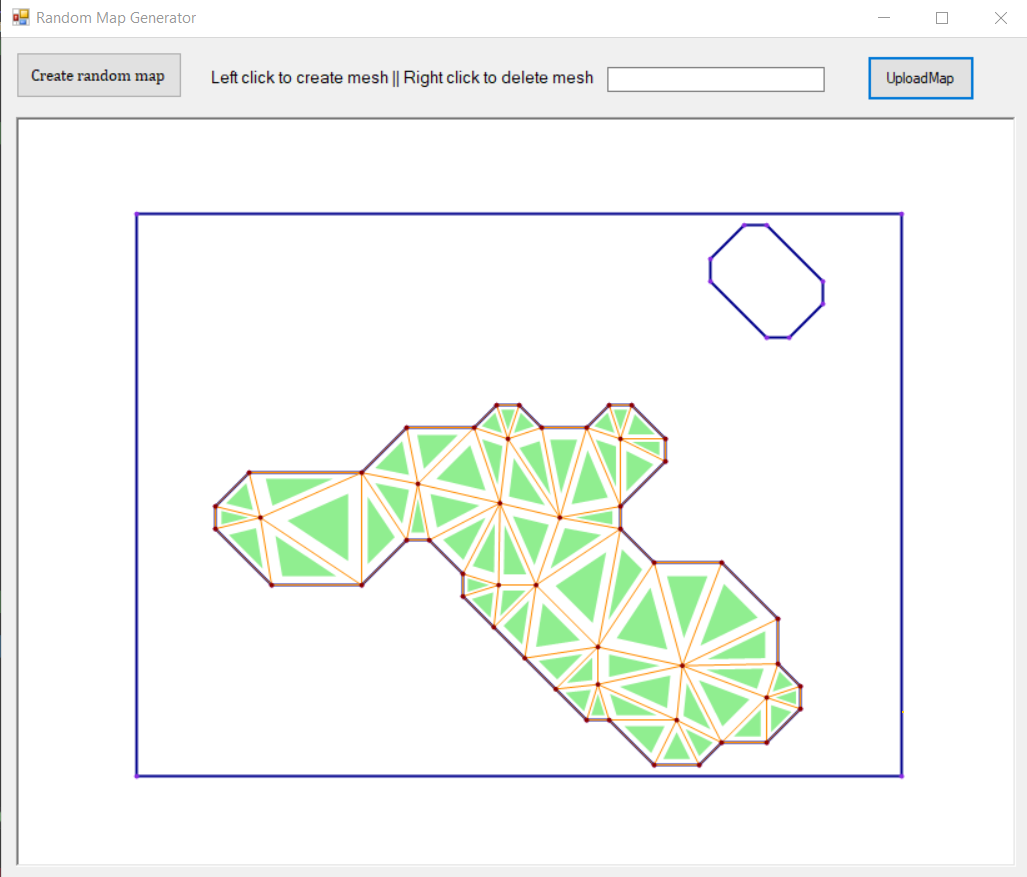 Random Map Generator
Create random map
Left click to create mesh || Right click to delete mesh
UploadMap